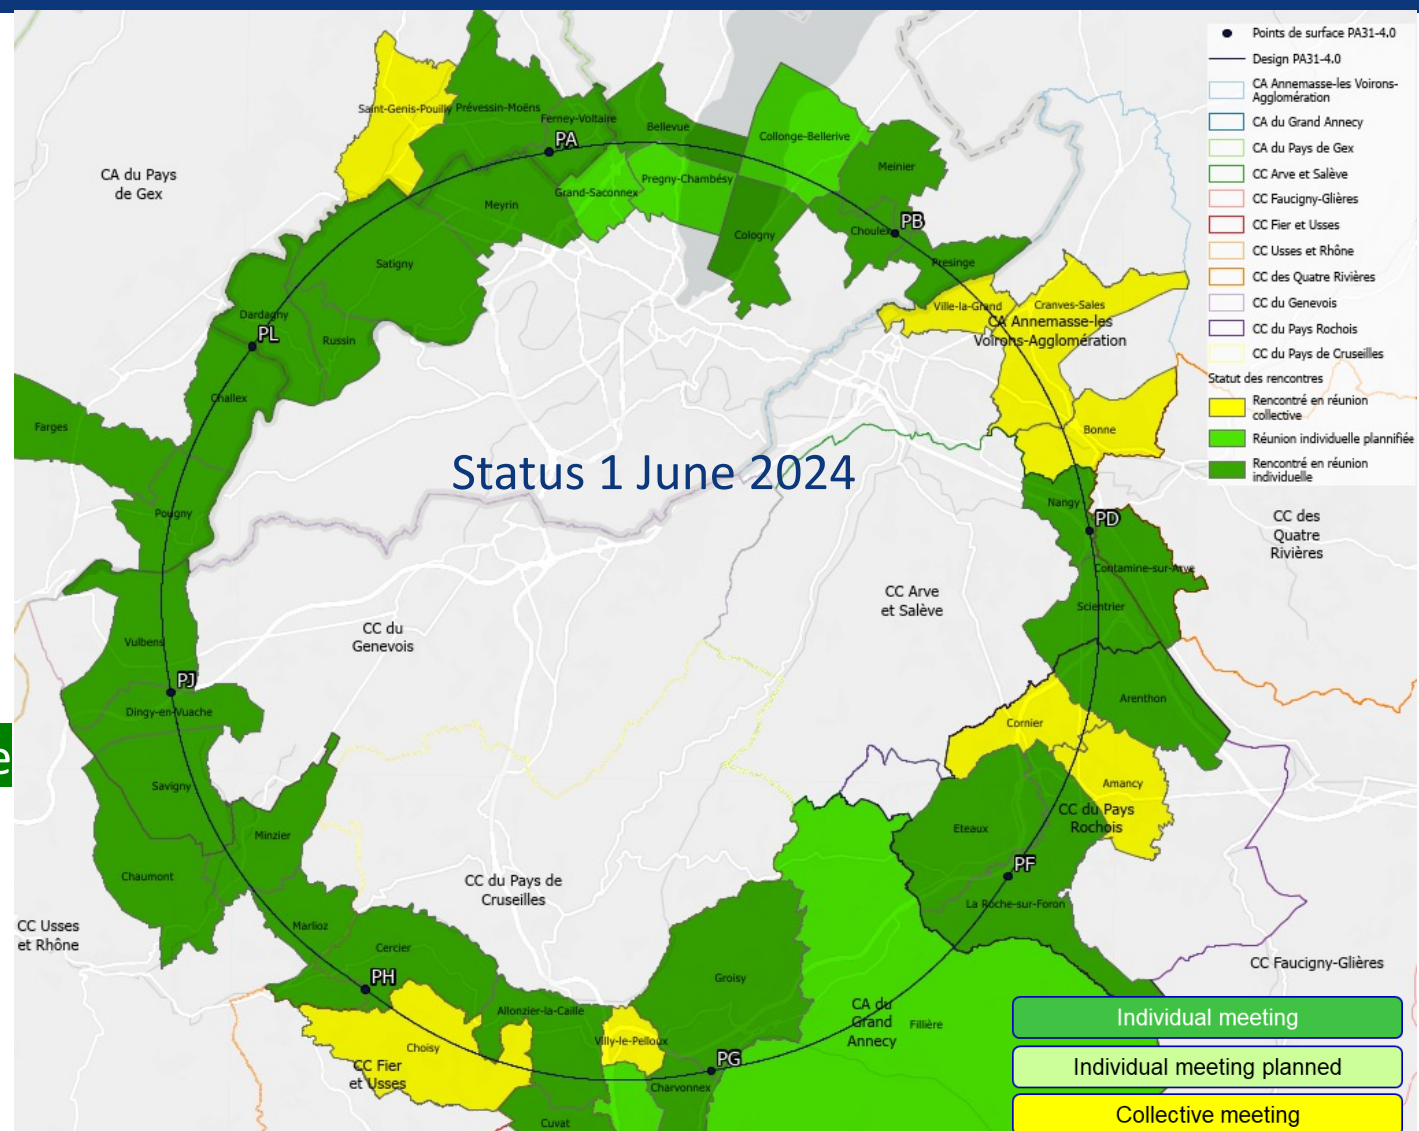 Points de surface PA31-4.0
Design PA31-4.0
CA Annemasse-les Voirons-
Agglomération
CA du Grand Annecy
CA du Pays de Gex
CC Arve et Salève
CC Faucigny-Glières
CC Fier et Usses
CC Usses et Rhône
CC des Quatre Rivières
CC du Genevois
CC du Pays Rochois
CC du Pays de Cruseilles
Statut des rencontres
Rencontré en réunion
collective
Réunion individuelle plannifiée
Rencontré en réunion
individuelle
Saint-Genis-Pouilly
Prévessin-Moëns
Ferney-Voltaire
Bellevue
Collonge-Bellerive
PA
Meinier
CA du Pays
de Gex
Grand-Saconnex
Pregny-Chambésy
Meyrin
PB
Choulex
Cologny
Presinge
Satigny
Ville-la-Grand
Cranves-Sales
CA Annemasse-les
Voirons-Agglomération
Dardagny
PL
Russin
Challex
Farges
Bonne
Status 1 June 2024
Pougny
Nangy
PD
CC des
Quatre
Rivières
Contamine-sur-Arve
CC Arve
et Salève
Scientrier
CC du
Genevois
Vulbens
PJ
Dingy-en-Vuache
Arenthon
Cornier
e
Savigny
Amancy
CC du Pays
Rochois
Minzier
Eteaux
PF
Chaumont
CC du Pays de
Cruseilles
La Roche-sur-Foron
CC Usses
et Rhône
Marlioz
Cercier
CC Faucigny-Glières
PH
Groisy
CA du
Grand
Annecy
Fillière
Allonzier-la-Caille
Choisy
Villy-le-Pelloux
CC Fier
et Usses
PG
Charvonnex
Cuvat
Individual meeting
Individual meeting planned
Collective meeting